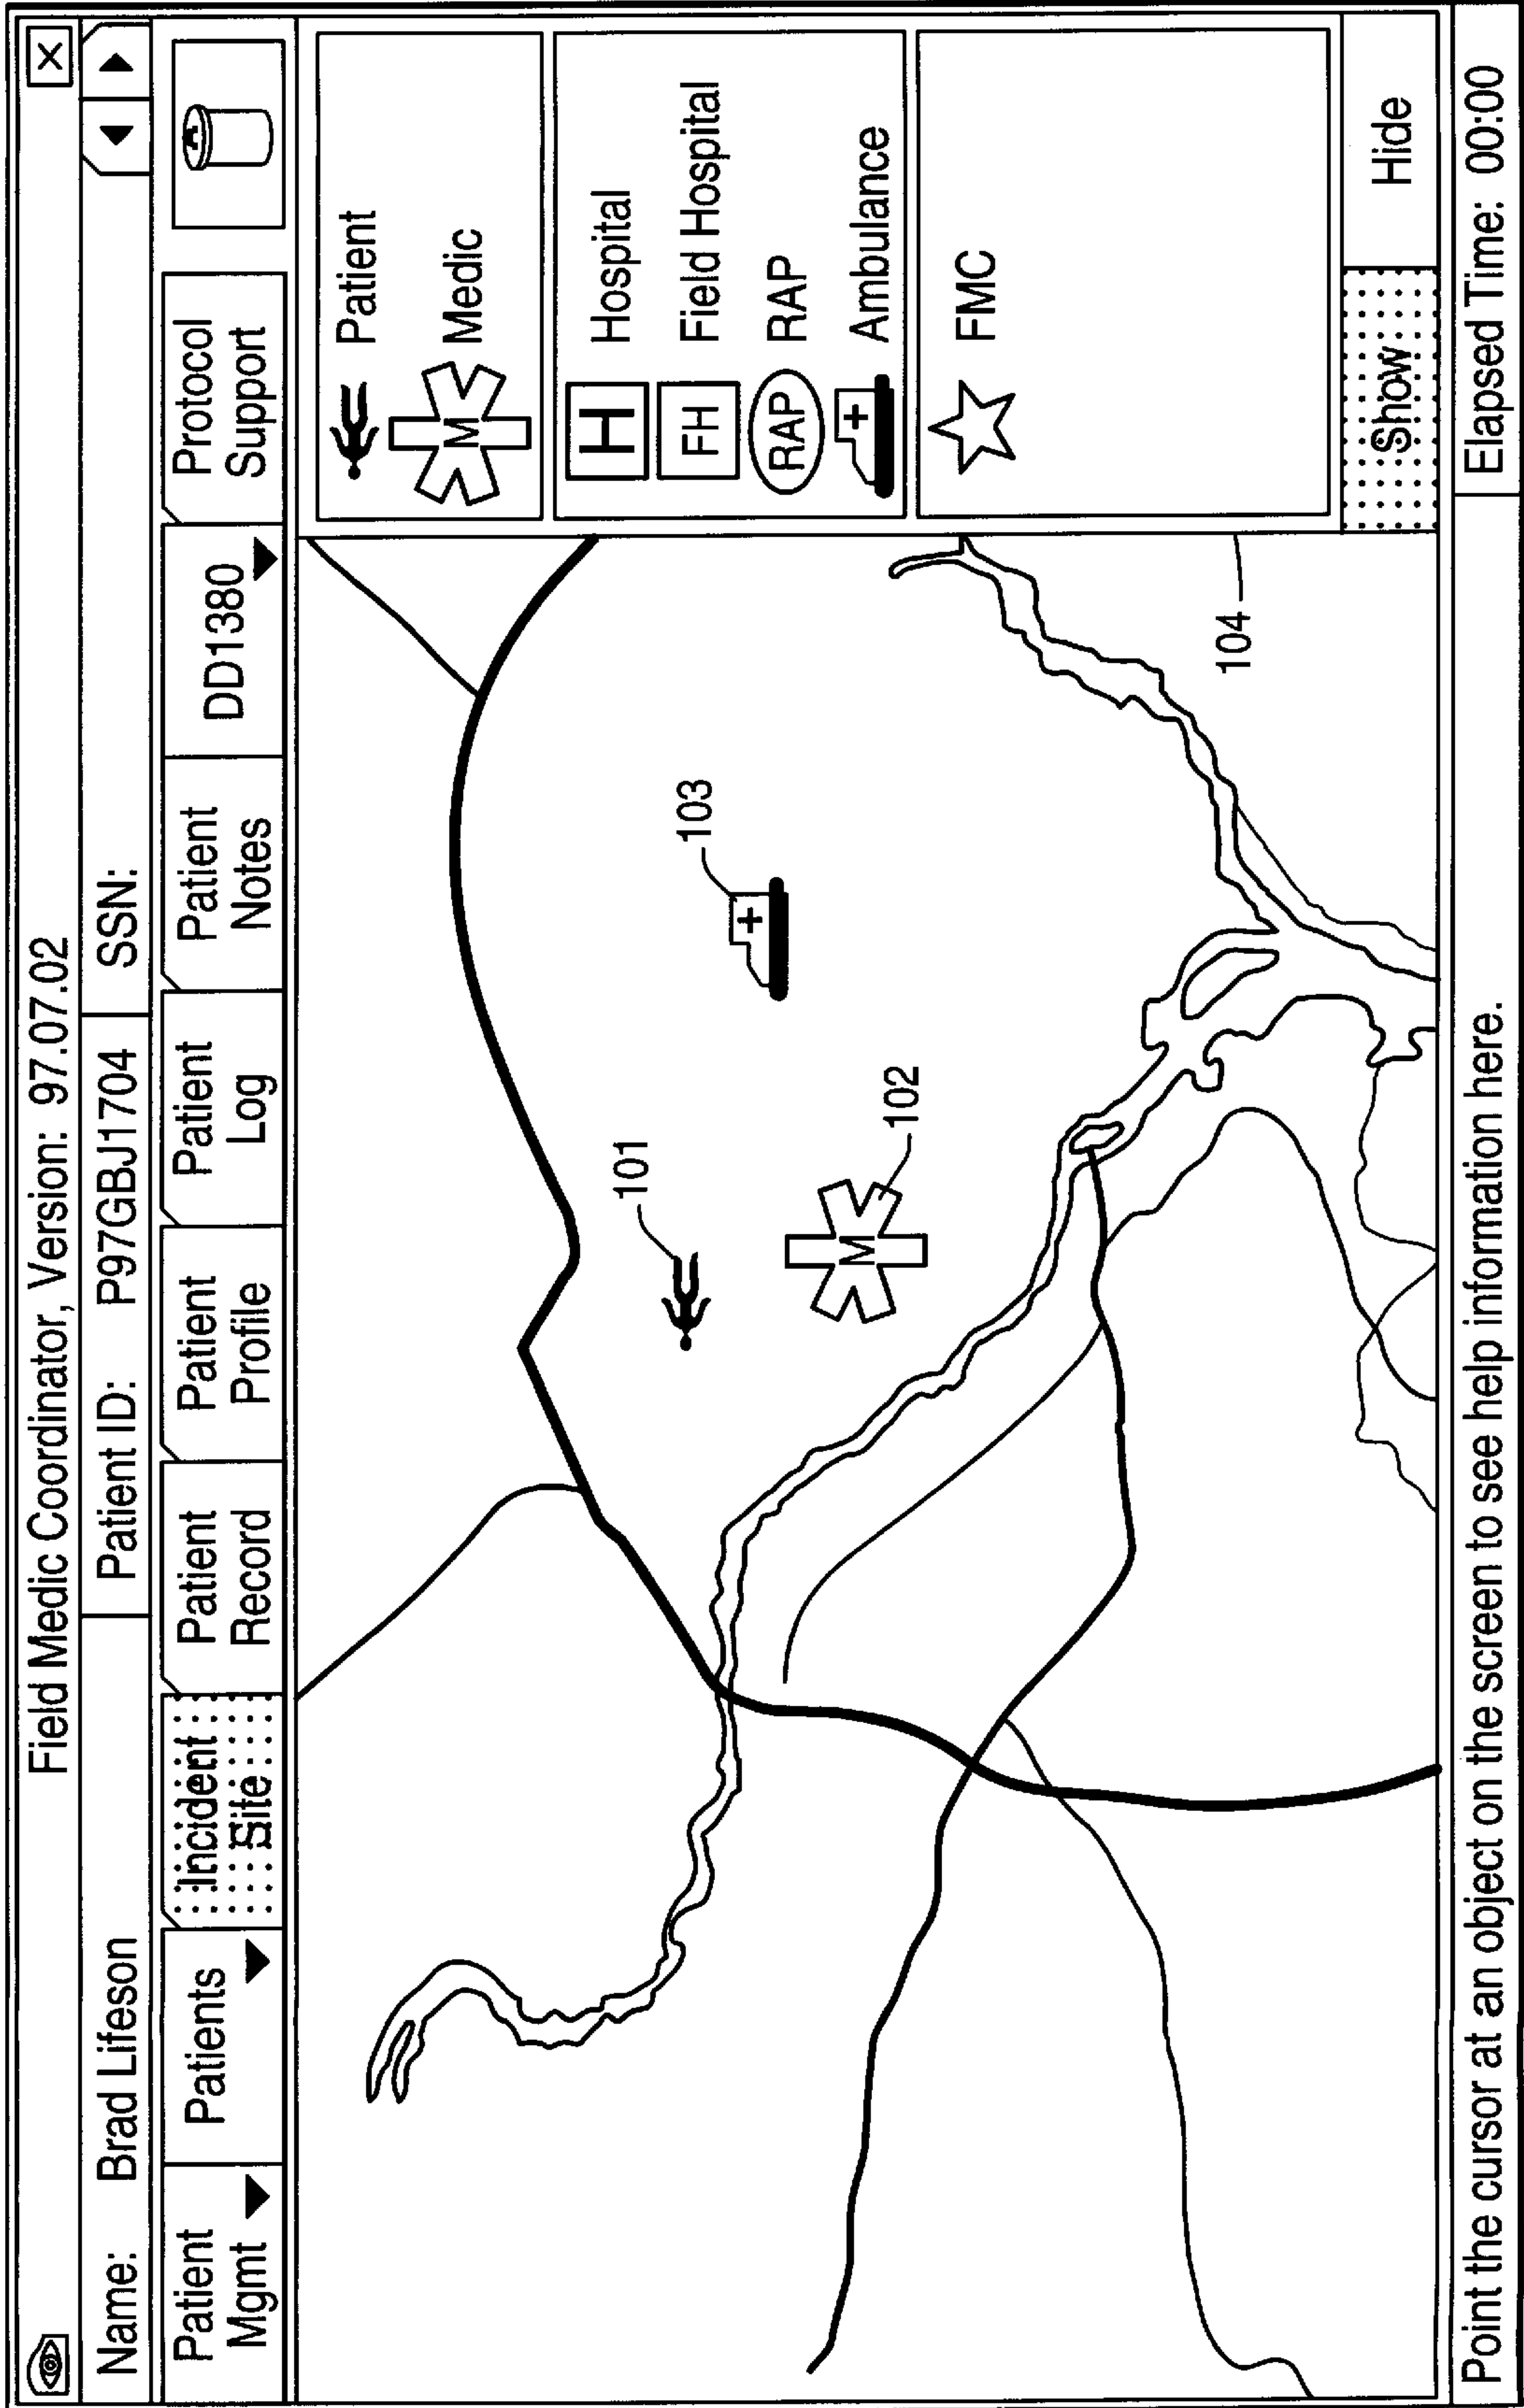 Field Medic Coordinator, Version: 97.07.02
X
Name: Brad Lifeson
Patient ID: P97GBJ1704
SSN:
Patient
Mgmt
Patients
Incident
Site
Patient
Record
Patient
Profile
Patient
Log
Patient
Notes
DD1380
Protocol
Support
Patient
M Medic
H Hospital
FH Field Hospital
RAP RAP
Ambulance
FMC
Show
Hide
101
M
102
103
104
Point the cursor at an object on the screen to see help information here.
Elapsed Time: 00:00